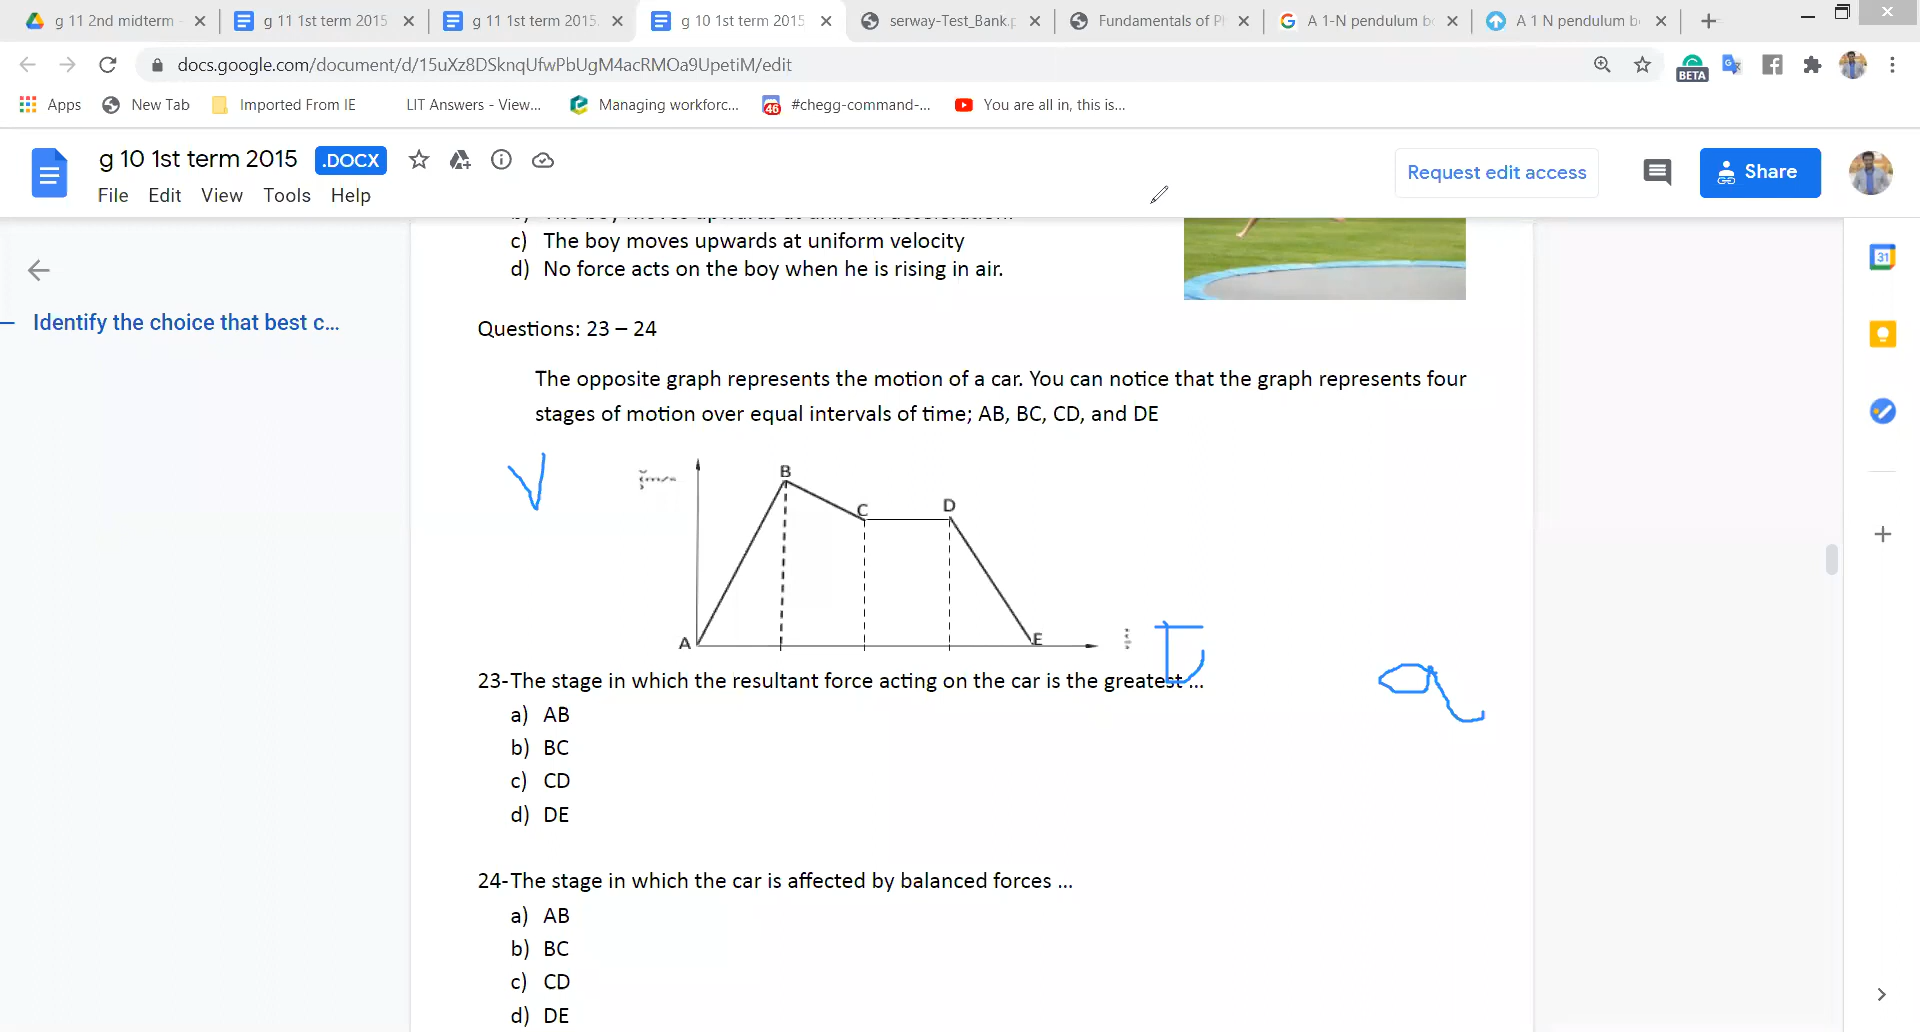 g 11 2nd midterm -
g 11 1st term 2015
g 11 1st term 2015.
g 10 1st term 2015
serway-Test_Bank.p
Fundamentals of Ph
A 1-N pendulum b
A 1 N pendulum b
docs.google.com/document/d/15uXz8DSknqUfwPbUgM4acRMOa9UpetiM/edit
BETA
Apps
New Tab
Imported From IE
LIT Answers - View...
Managing workforc...
46
#chegg-command-...
You are all in, this is...
g 10 1st term 2015 .DOCX
File Edit View Tools Help
Request edit access
Share
31
Identify the choice that best c...
c) The boy moves upwards at uniform velocity
d) No force acts on the boy when he is rising in air.
Questions: 23 – 24
The opposite graph represents the motion of a car. You can notice that the graph represents four
stages of motion over equal intervals of time; AB, BC, CD, and DE
V
B
C
D
A
E
t
a
23-The stage in which the resultant force acting on the car is the greatest ...
a) AB
b) BC
c) CD
d) DE
24-The stage in which the car is affected by balanced forces ...
a) AB
b) BC
c) CD
d) DE